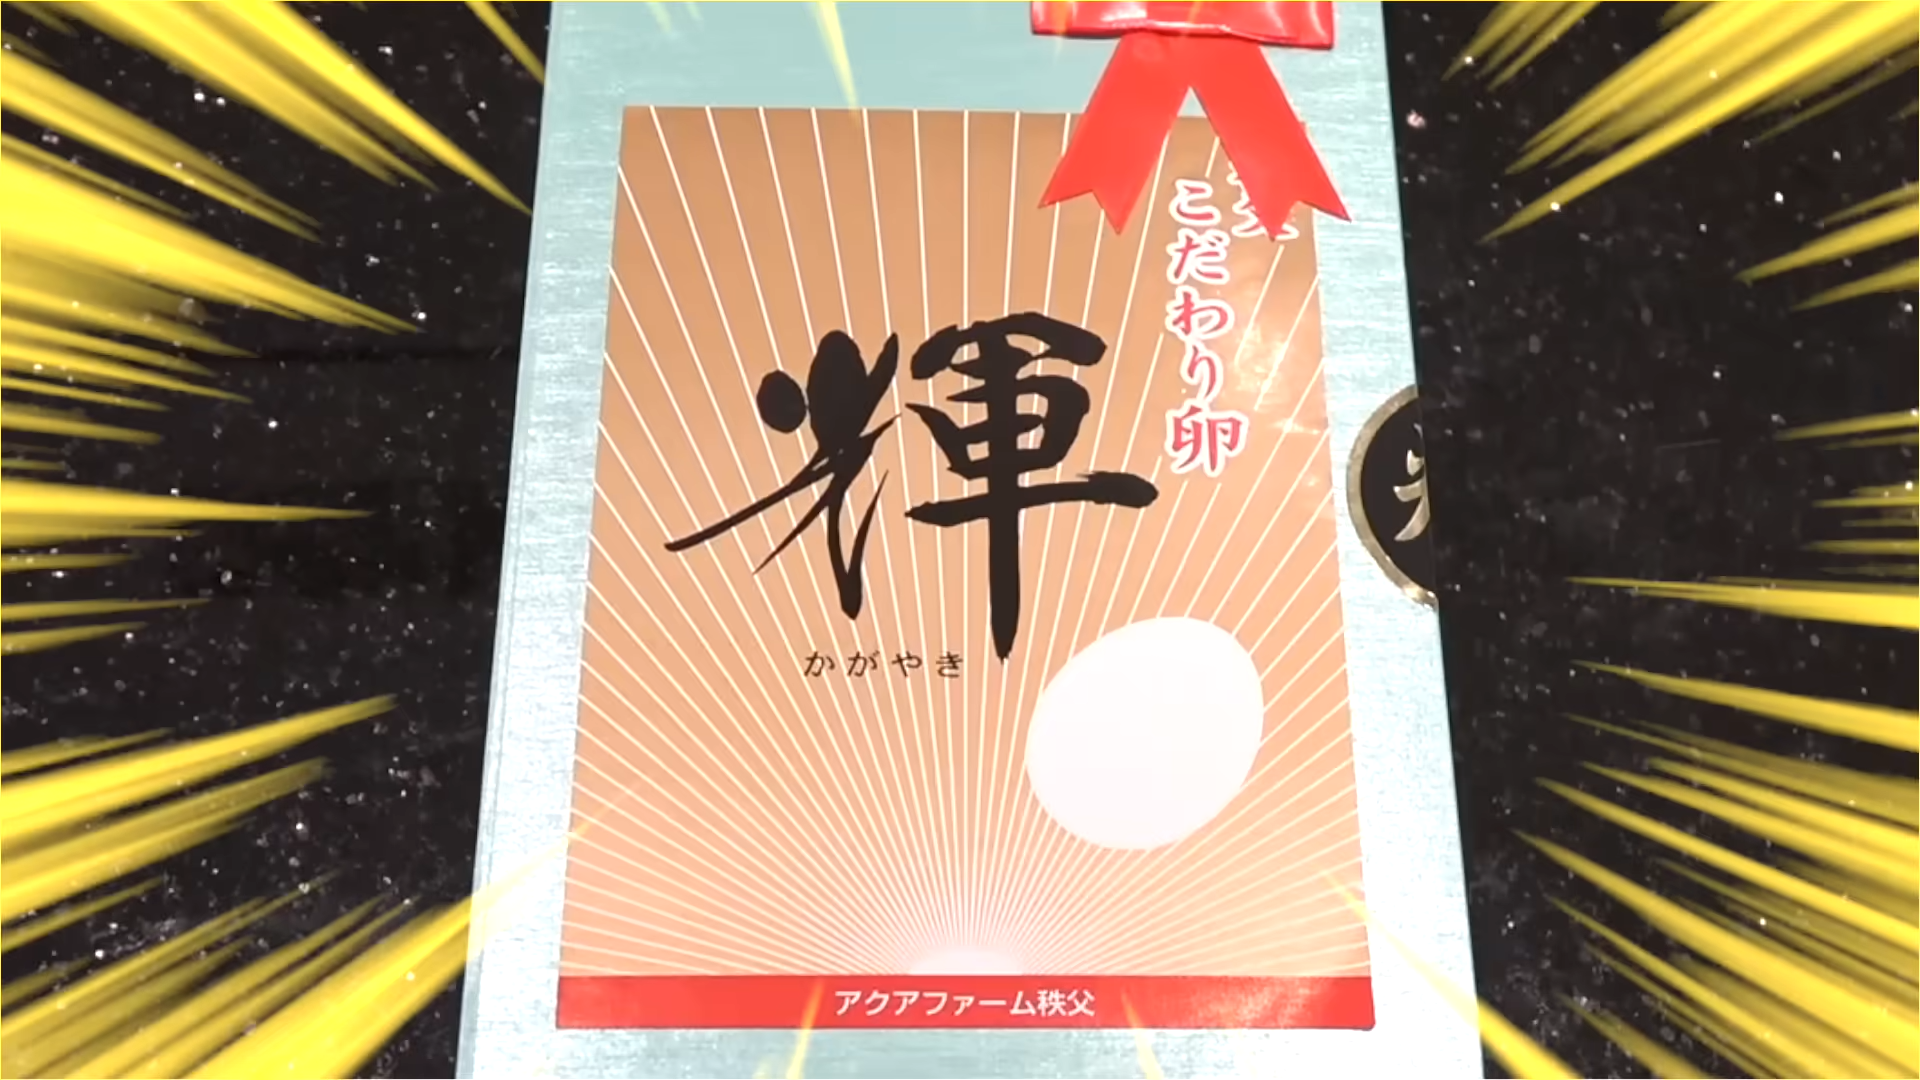 こだわり卵
輝
かがやき
アクアファーム秩父